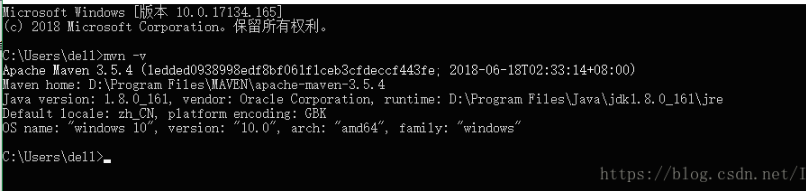 Microsoft Windows [版本 10.0.17134.165]
(c) 2018 Microsoft Corporation。保留所有权利。
C:\Users\dell>mvn -v
Apache Maven 3.5.4 (1edded0938998edf8bf061f1ceb3cfdeccf443fe; 2018-06-18T02:33:14+08:00)
Maven home: D:\Program Files\MAVEN\apache-maven-3.5.4
Java version: 1.8.0_161, vendor: Oracle Corporation, runtime: D:\Program Files\Java\jdk1.8.0_161\jre
Default locale: zh_CN, platform encoding: GBK
OS name: "windows 10", version: "10.0", arch: "amd64", family: "windows"
C:\Users\dell>
https://blog.csdn.net/